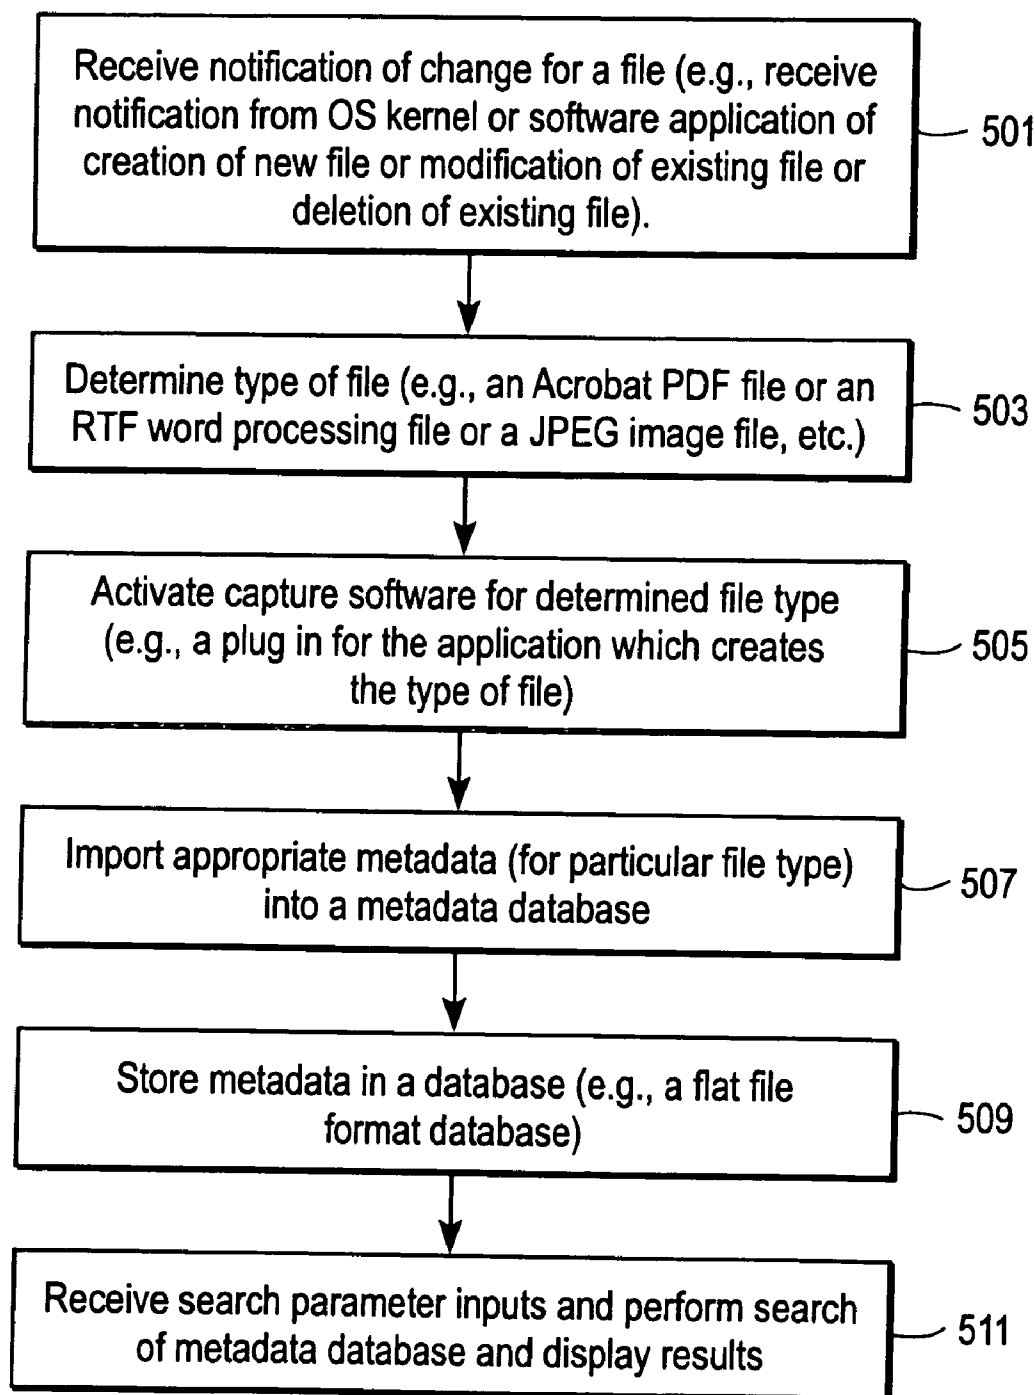 Receive notification of change for a file (e.g., receive
notification from OS kernel or software application of
creation of new file or modification of existing file or
deletion of existing file).
501
Determine type of file (e.g., an Acrobat PDF file or an
RTF word processing file or a JPEG image file, etc.)
503
Activate capture software for determined file type
(e.g., a plug in for the application which creates
the type of file)
505
Import appropriate metadata (for particular file type)
into a metadata database
507
Store metadata in a database (e.g., a flat file
format database)
509
Receive search parameter inputs and perform search
of metadata database and display results
511